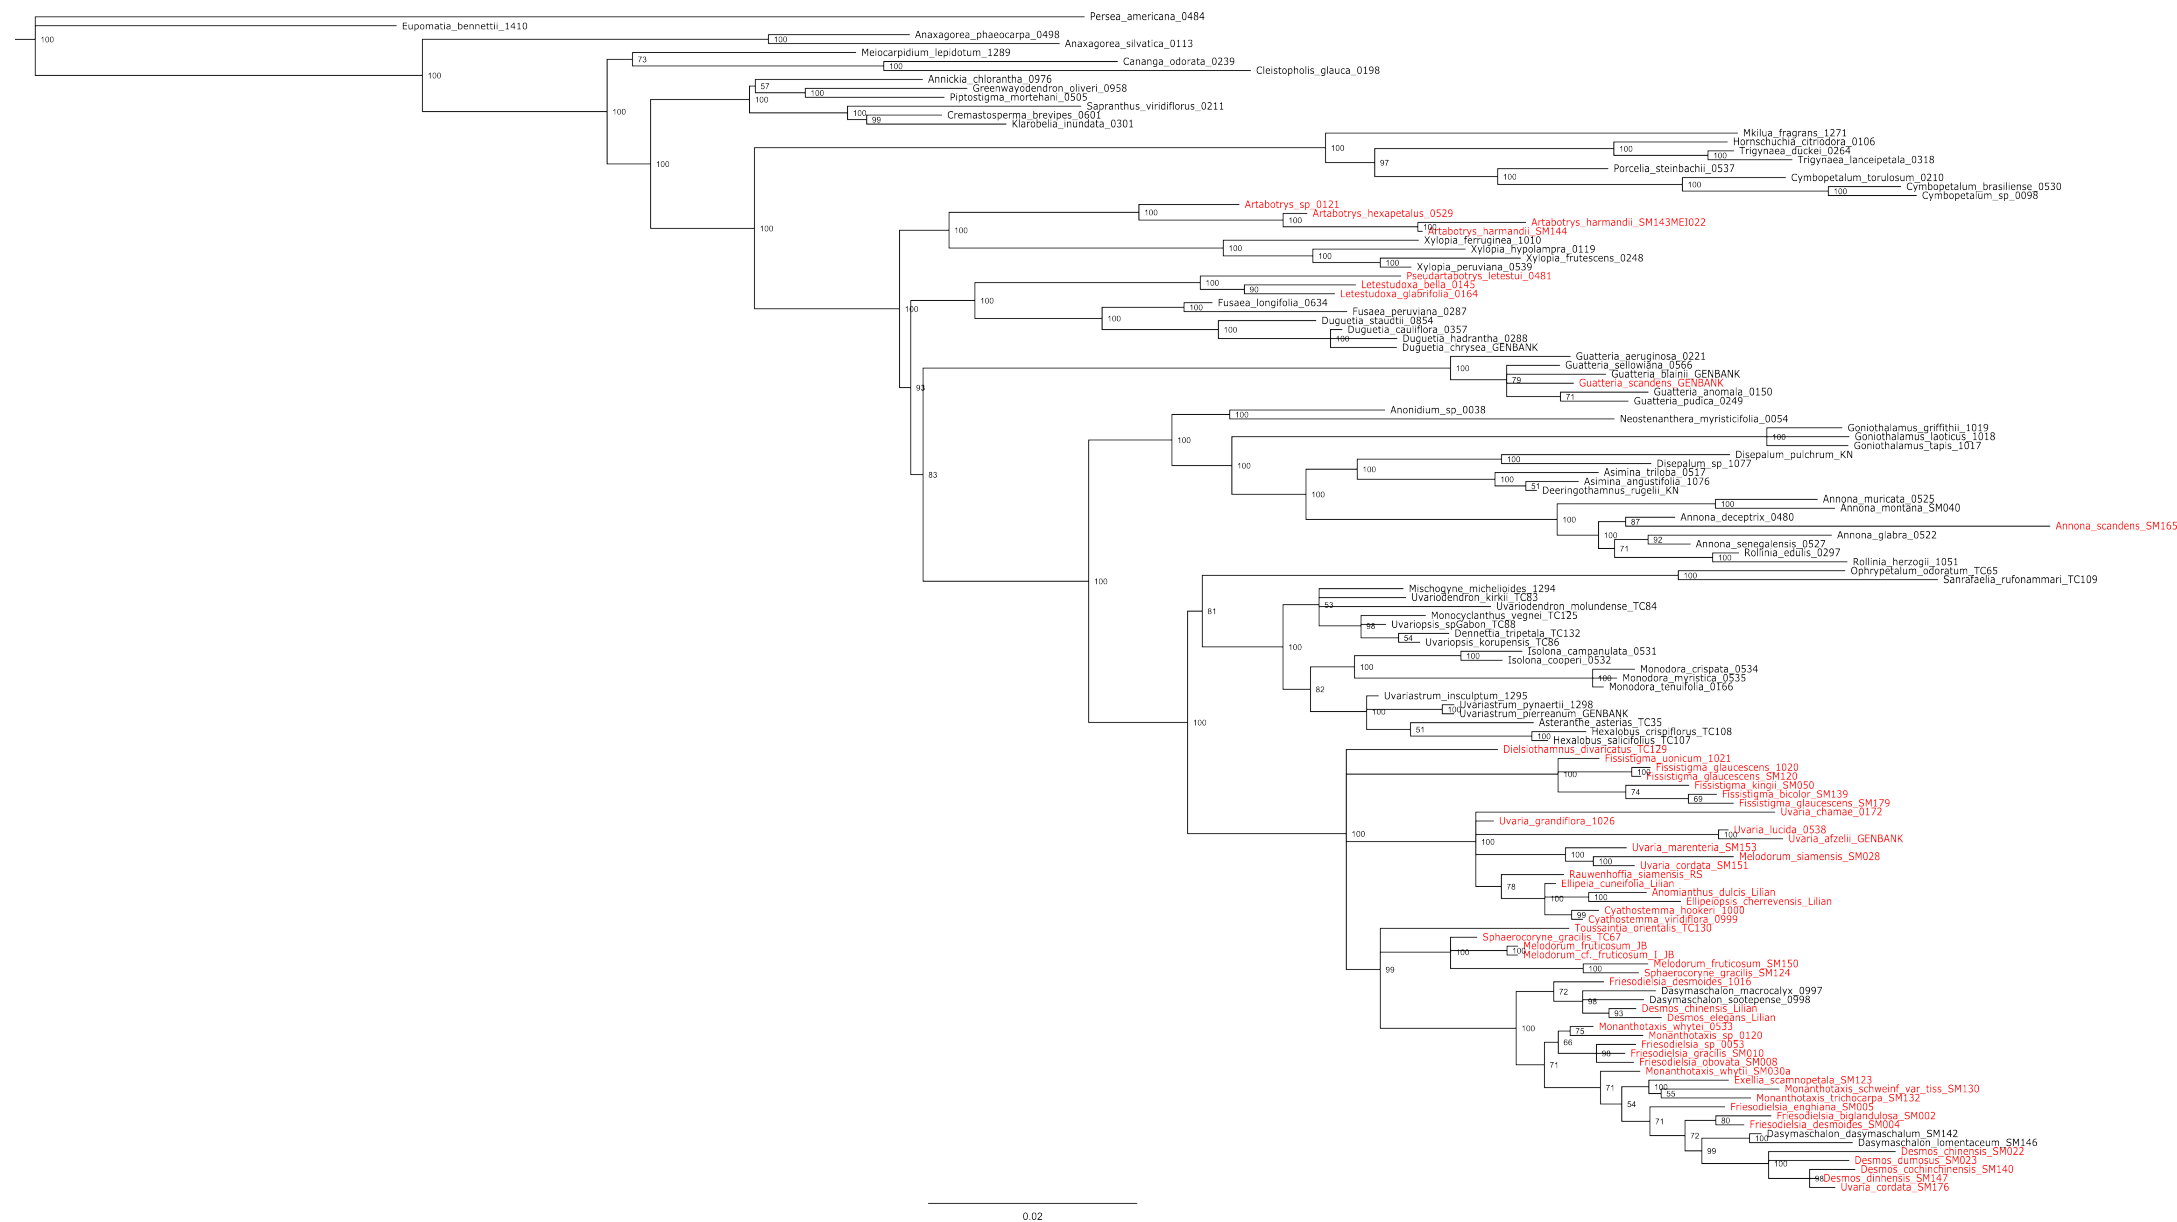 Persea_americana_0484
Eupomatia_bennettii_1410
100
Anaxagorea_phaeocarpa_0498
100
Anaxagorea_silvatica_0113
Meiocarpidium_lepidotum_1289
73
Cananga_odorata_0239
100
Cleistopholis_glauca_0198
100
Annickia_chlorantha_0976
57
Greenwayodendron_oliveri_0958
100
Piptostigma_mortehani_0505
100
Sapranthus_viridiflorus_0211
100
100
Cremastosperma_brevipes_0601
99
Klarobelia_inundata_0301
Mkilua_fragrans_1271
Hornschuchia_citriodora_0106
100
100
Trigynaea_duckei_0264
100
Trigynaea_lanceipetala_0318
97
100
Porcelia_steinbachii_0537
100
Cymbopetalum_torulosum_0210
100
Cymbopetalum_brasiliense_0530
100
Cymbopetalum_sp_0098
Artabotrys_sp_0121
100
Artabotrys_hexapetalus_0529
100
Artabotrys_harmandii_SM143MEI022
100
100
100
Artabotrys_harmandii_SM144
Xylopia_ferruginea_1010
100
Xylopia_hypolampra_0119
100
Xylopia_frutescens_0248
100
Xylopia_peruviana_0539
Pseudartabotrys_letestui_0481
100
Letestudoxa_bella_0145
90
Letestudoxa_glabrifolia_0164
100
Fusaea_longifolia_0634
100
100
Fusaea_peruviana_0287
100
Duguetia_staudtii_0854
100
Duguetia_cauliflora_0357
100
Duguetia_hadrantha_0288
Duguetia_chrysea_GENBANK
Guatteria_aeruginosa_0221
100
Guatteria_sellowiana_0566
Guatteria_blainii_GENBANK
79
Guatteria_scandens_GENBANK
93
Guatteria_anomala_0150
71
Guatteria_pudica_0249
Anonidium_sp_0038
100
Neostenanthera_myristicifolia_0054
Goniothalamus_griffithii_1019
100
Goniothalamus_laoticus_1018
100
Goniothalamus_tapis_1017
Disepalum_pulchrum_KN
100
100
Disepalum_sp_1077
100
Asimina_triloba_0517
83
100
Asimina_angustifolia_1076
51
Deeringothamnus_rugelii_KN
100
Annona_muricata_0525
100
Annona_montana_SM040
100
Annona_deceptrix_0480
87
Annona_scandens_SM165
100
Annona_glabra_0522
92
Annona_senegalensis_0527
71
Rollinia_edulis_0297
100
Rollinia_herzogii_1051
Ophrypetalum_odoratum_TC65
100
100
Sanrafaelia_rufonammari_TC109
Mischogyne_michelioides_1294
Uvariodendron_kirkii_TC83
53
Uvariodendron_molundense_TC84
81
Monocyclanthus_vegnei_TC125
98
Uvariopsis_spGabon_TC88
Dennettia_tripetala_TC132
54
Uvariopsis_korupensis_TC86
100
Isolona_campanulata_0531
100
Isolona_cooperi_0532
100
Monodora_crispata_0534
100
Monodora_myristica_0535
82
Monodora_tenuifolia_0166
Uvariastrum_insculptum_1295
Uvariastrum_pynaertii_1298
100
100
Uvariastrum_pierreanum_GENBANK
100
Asteranthe_asterias_TC35
51
Hexalobus_crispiflorus_TC108
100
Hexalobus_salicifolius_TC107
Dielsiothamnus_divaricatus_TC129
Fissistigma_uonicum_1021
Fissistigma_glaucescens_1020
100
100
Fissistigma_glaucescens_SM120
Fissistigma_kingii_SM050
74
Fissistigma_bicolor_SM139
69
Fissistigma_glaucescens_SM179
Uvaria_chamae_0172
Uvaria_grandiflora_1026
100
Uvaria_lucida_0538
100
Uvaria_afzelii_GENBANK
100
Uvaria_marenteria_SM153
100
Melodorum_siamensis_SM028
100
Uvaria_cordata_SM151
Rauwenhoffia_siamensis_RS
78
Ellipeia_cuneifolia_Lilian
Anomianthus_dulcis_Lilian
100
100
Ellipeiopsis_cherrevensis_Lilian
Cyathostemma_hookeri_1000
99
Cyathostemma_viridiflora_0999
Toussaintia_orientalis_TC130
Sphaerocoryne_gracilis_TC67
Melodorum_fruticosum_JB
100
100
Melodorum_cf._fruticosum_I_JB
Melodorum_fruticosum_SM150
99
100
Sphaerocoryne_gracilis_SM124
Friesodielsia_desmoides_1016
72
Dasymaschalon_macrocalyx_0997
98
Dasymaschalon_sootepense_0998
Desmos_chinensis_Lilian
93
Desmos_elegans_Lilian
100
Monanthotaxis_whytei_0533
75
Monanthotaxis_sp_0120
66
Friesodielsia_sp_0053
98
Friesodielsia_gracilis_SM010
Friesodielsia_obovata_SM008
71
Monanthotaxis_whytii_SM030a
Exellia_scamnopetala_SM123
71
100
Monanthotaxis_schweinf_var_tiss_SM130
55
Monanthotaxis_trichocarpa_SM132
54
Friesodielsia_enghiana_SM005
Friesodielsia_biglandulosa_SM002
71
80
Friesodielsia_desmoides_SM004
72
Dasymaschalon_dasymaschalum_SM142
100
Dasymaschalon_lomentaceum_SM146
99
Desmos_chinensis_SM022
Desmos_dumosus_SM023
100
Desmos_cochinchinensis_SM140
98
Desmos_dinhensis_SM147
Uvaria_cordata_SM176
0.02